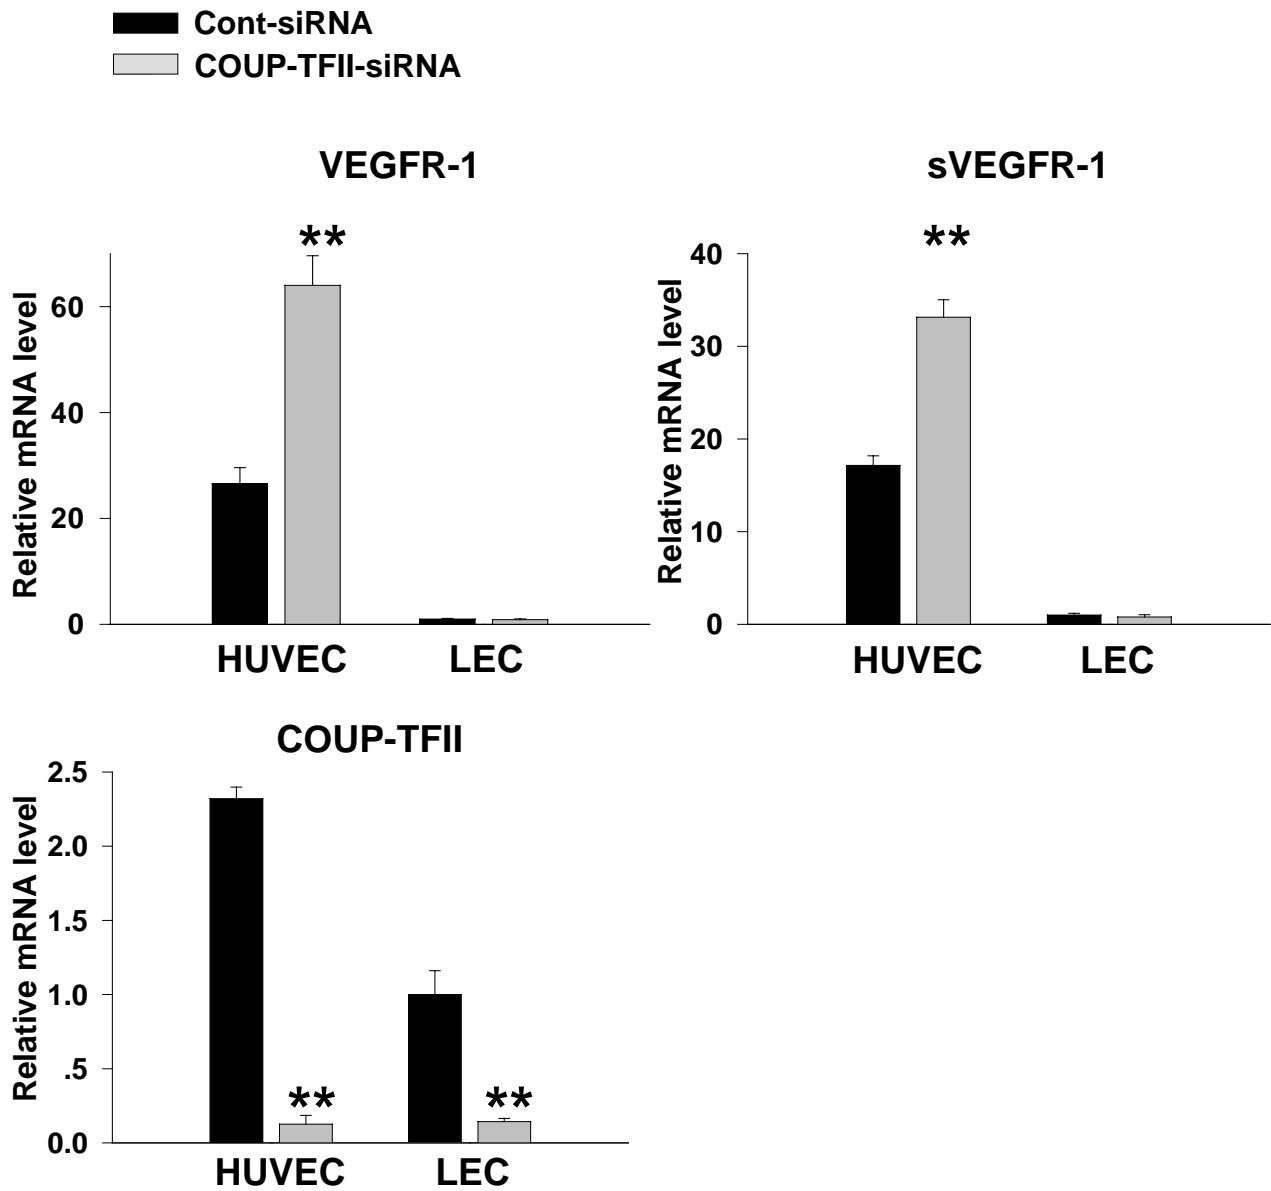 Cont-siRNA
COUP-TFII-siRNA
VEGFR-1
**
Relative mRNA level
60
40
20
0
HUVEC LEC
sVEGFR-1
**
Relative mRNA level
40
30
20
10
0
HUVEC LEC
COUP-TFII
Relative mRNA level
2.5
2.0
1.5
1.0
.5
0.0
** **
HUVEC LEC